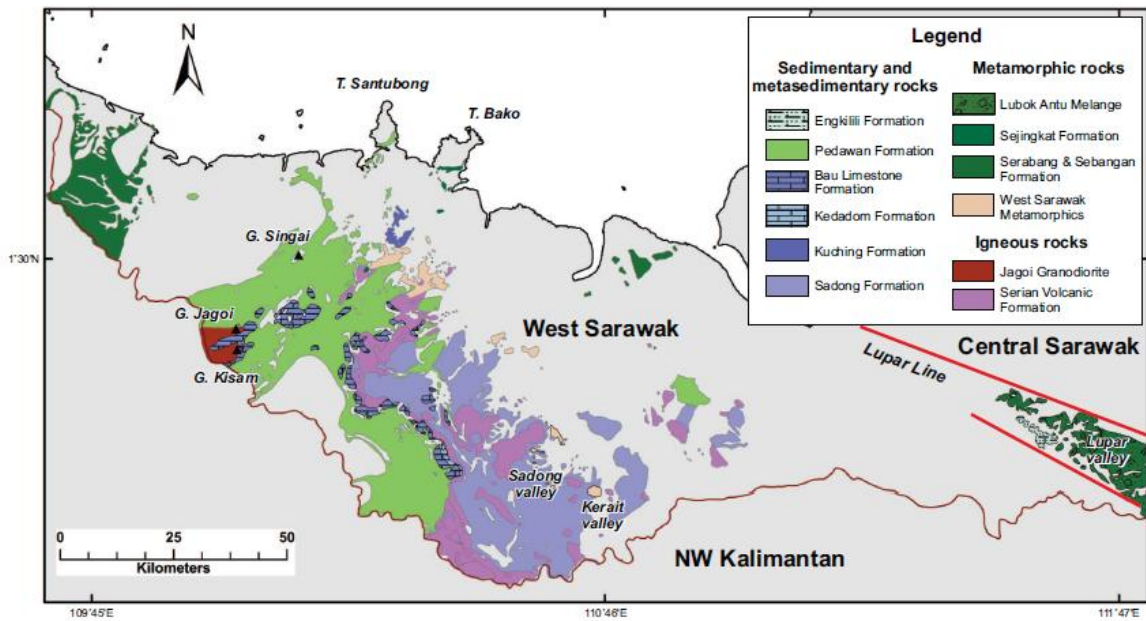 N
T. Santubong
T. Bako
G. Singai
G. Jagoi
G. Kisam
West Sarawak
Central Sarawak
Lupar Line
Lupar
valley
Sadong
valley
Kerait
valley
NW Kalimantan
Legend
Sedimentary and
metasedimentary rocks
Engkilili Formation
Pedawan Formation
Bau Limestone
Formation
Kedadom Formation
Kuching Formation
Sadong Formation
Metamorphic rocks
Lubok Antu Melange
Sejingkat Formation
Serabang & Sebangan
Formation
West Sarawak
Metamorphics
Igneous rocks
Jagoi Granodiorite
Serian Volcanic
Formation
1°30'N
0 25 50
Kilometers
109°45'E
110°46'E
111°47'E